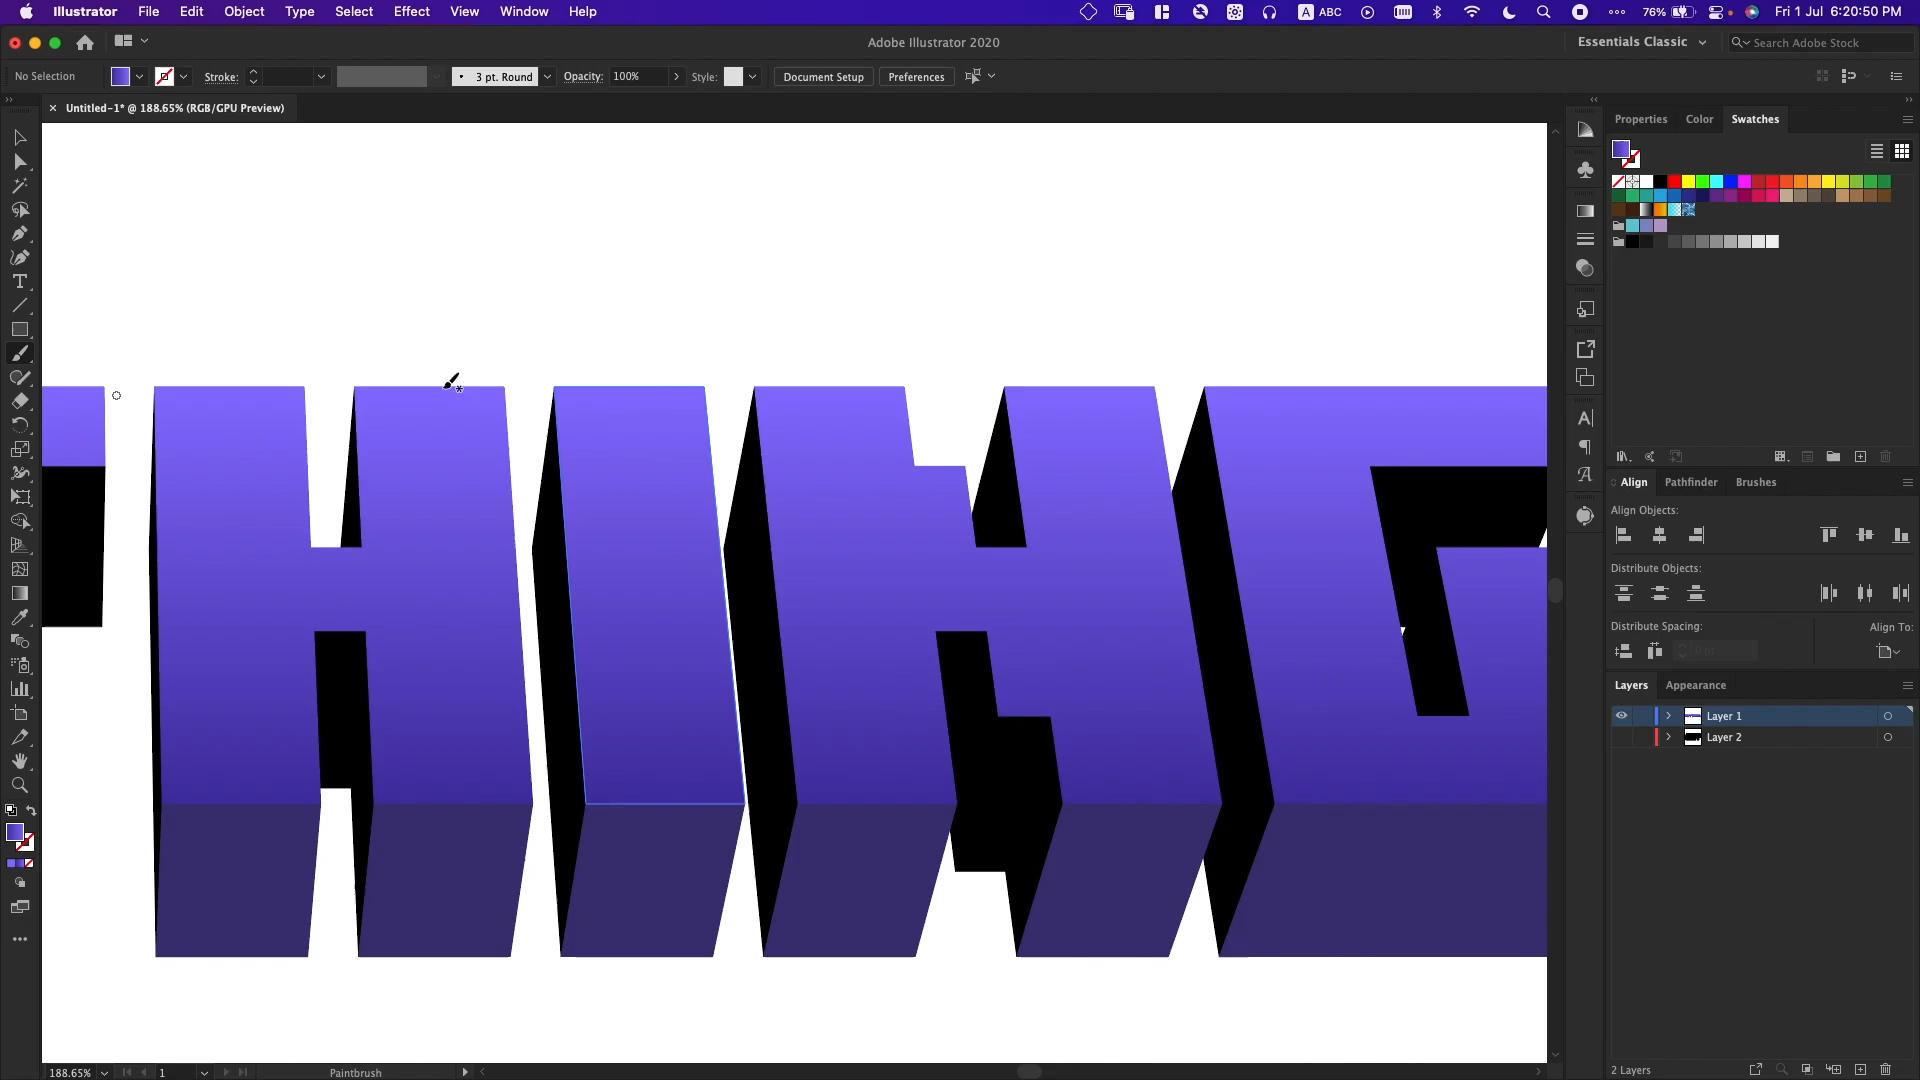 Illustrator File Edit Object Type Select Effect View Window Help
A ABC
76%
Fri 1 Jul 6:20:50 PM
Adobe Illustrator 2020
Essentials Classic
Search Adobe Stock
No Selection
Stroke:
3 pt. Round
Opacity: 100%
Style:
Document Setup
Preferences
Untitled-1* @ 188.65% (RGB/GPU Preview)
Properties Color Swatches
Align Pathfinder Brushes
Align Objects:
Distribute Objects:
Distribute Spacing:
Align To:
0 pt
Layers Appearance
Layer 1
Layer 2
2 Layers
188.65%
1
Paintbrush